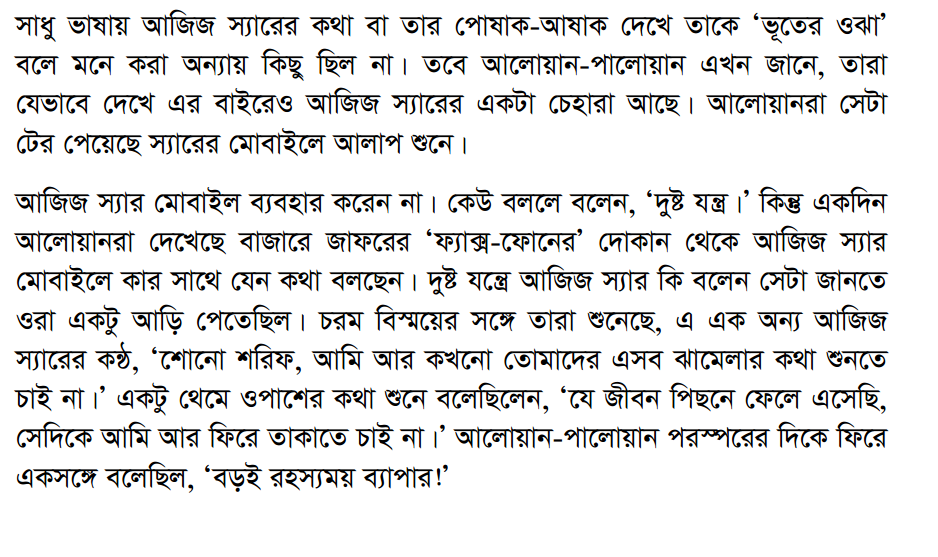 সাধু ভাষায় আজিজ স্যারের কথা বা তার পোষাক-আষাক দেখে তাকে ‘ভূতের ওঝা’
বলে মনে করা অন্যায় কিছু ছিল না। তবে আলোয়ান-পালোয়ান এখন জানে, তারা
যেভাবে দেখে এর বাইরেও আজিজ স্যারের একটা চেহারা আছে। আলোয়ানরা সেটা
টের পেয়েছে স্যারের মোবাইলে আলাপ শুনে।
আজিজ স্যার মোবাইল ব্যবহার করেন না। কেউ বললে বলেন, ‘দুষ্ট যন্ত্র।’ কিন্তু একদিন
আলোয়ানরা দেখেছে বাজারে জাফরের ‘ফ্যাক্স-ফোনের’ দোকান থেকে আজিজ স্যার
মোবাইলে কার সাথে যেন কথা বলছেন। দুষ্ট যন্ত্রে আজিজ স্যার কি বলেন সেটা জানতে
ওরা একটু আড়ি পেতেছিল। চরম বিস্ময়ের সঙ্গে তারা শুনেছে, এ এক অন্য আজিজ
স্যারের কণ্ঠ, ‘শোনো শরিফ, আমি আর কখনো তোমাদের এসব ঝামেলার কথা শুনতে
চাই না।’ একটু থেমে ওপাশের কথা শুনে বলেছিলেন, ‘যে জীবন পিছনে ফেলে এসেছি,
সেদিকে আমি আর ফিরে তাকাতে চাই না।’ আলোয়ান-পালোয়ান পরস্পরের দিকে ফিরে
একসঙ্গে বলেছিল, ‘বড়ই রহস্যময় ব্যাপার!’